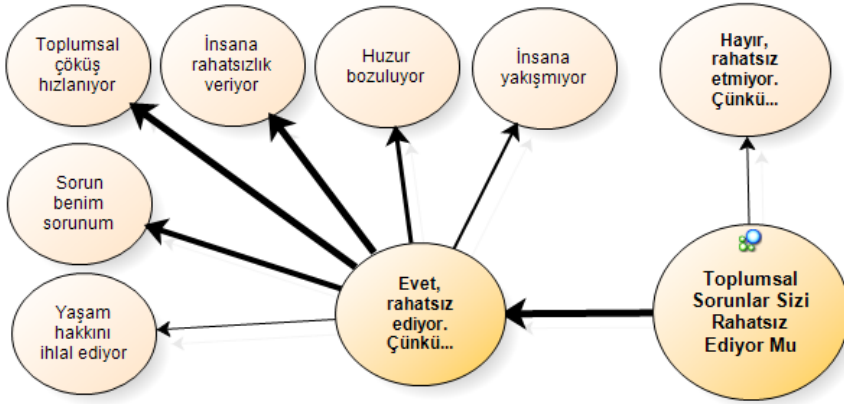 Toplumsal
çöküş
hızlanıyor
İnsana
rahatsızlık
veriyor
Huzur
bozuluyor
İnsana
yakışmıyor
Hayır,
rahatsız
etmiyor.
Çünkü...
Sorun
benim
sorunum
Yaşam
hakkını
ihlal ediyor
Evet,
rahatsız
ediyor.
Çünkü...
Toplumsal
Sorunlar Sizi
Rahatsız
Ediyor Mu